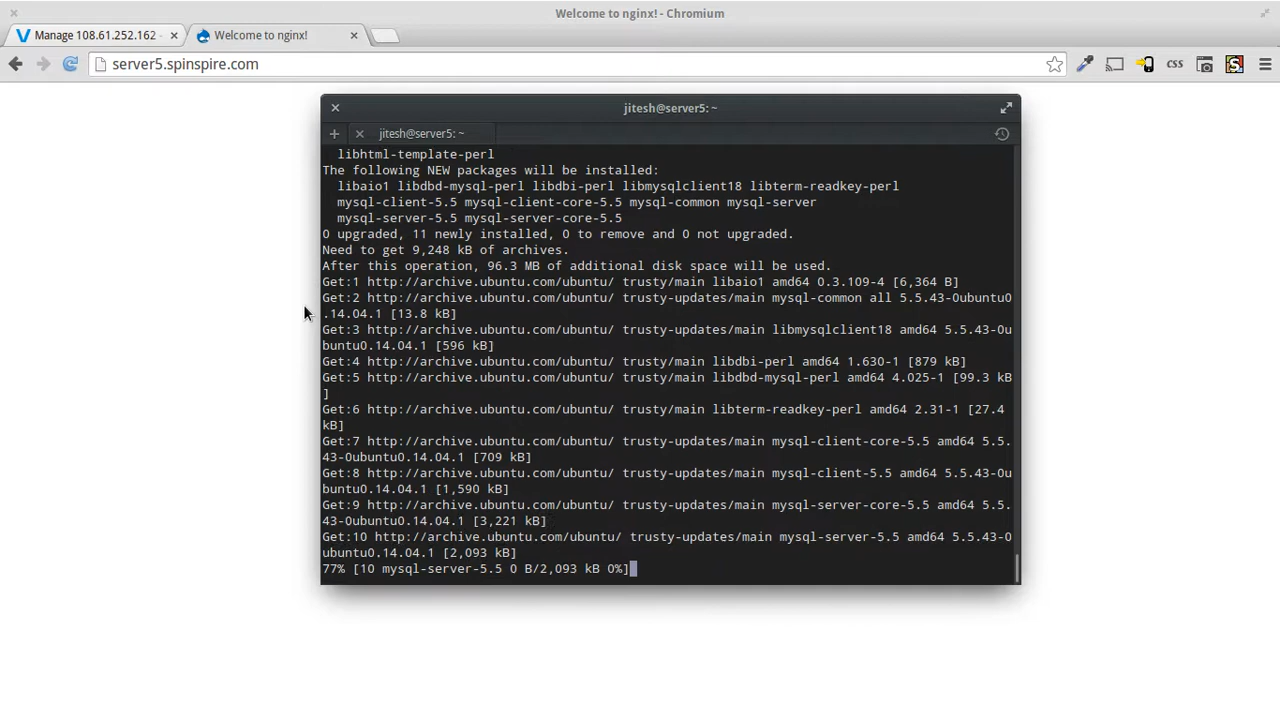 Welcome to nginx! - Chromium
Manage 108.61.252.162 -
Welcome to nginx!
server5.spinspire.com
CSS
jitesh@server5: ~
jitesh@server5: ~
libhtml-template-perl
The following NEW packages will be installed:
libaio1 libdbd-mysql-perl libdbi-perl libmysqlclient18 libterm-readkey-perl
mysql-client-5.5 mysql-client-core-5.5 mysql-common mysql-server
mysql-server-5.5 mysql-server-core-5.5
0 upgraded, 11 newly installed, 0 to remove and 0 not upgraded.
Need to get 9,248 kB of archives.
After this operation, 96.3 MB of additional disk space will be used.
Get:1 http://archive.ubuntu.com/ubuntu/ trusty/main libaio1 amd64 0.3.109-4 [6,364 B]
Get:2 http://archive.ubuntu.com/ubuntu/ trusty-updates/main mysql-common all 5.5.43-0ubuntu0
.14.04.1 [13.8 kB]
Get:3 http://archive.ubuntu.com/ubuntu/ trusty-updates/main libmysqlclient18 amd64 5.5.43-0u
buntu0.14.04.1 [596 kB]
Get:4 http://archive.ubuntu.com/ubuntu/ trusty/main libdbi-perl amd64 1.630-1 [879 kB]
Get:5 http://archive.ubuntu.com/ubuntu/ trusty/main libdbd-mysql-perl amd64 4.025-1 [99.3 kB
]
Get:6 http://archive.ubuntu.com/ubuntu/ trusty/main libterm-readkey-perl amd64 2.31-1 [27.4
kB]
Get:7 http://archive.ubuntu.com/ubuntu/ trusty-updates/main mysql-client-core-5.5 amd64 5.5.
43-0ubuntu0.14.04.1 [709 kB]
Get:8 http://archive.ubuntu.com/ubuntu/ trusty-updates/main mysql-client-5.5 amd64 5.5.43-0u
buntu0.14.04.1 [1,590 kB]
Get:9 http://archive.ubuntu.com/ubuntu/ trusty-updates/main mysql-server-core-5.5 amd64 5.5.
43-0ubuntu0.14.04.1 [3,221 kB]
Get:10 http://archive.ubuntu.com/ubuntu/ trusty-updates/main mysql-server-5.5 amd64 5.5.43-0
ubuntu0.14.04.1 [2,093 kB]
77% [10 mysql-server-5.5 0 B/2,093 kB 0%]